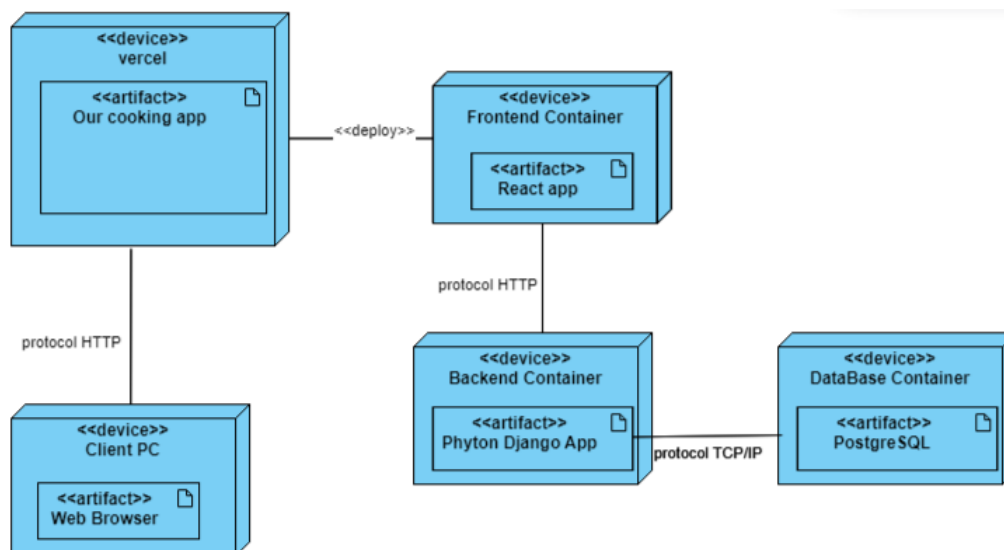 <<device>>
vercel
<<artifact>>
Our cooking app
<<deploy>>
<<device>>
Frontend Container
<<artifact>>
React app
protocol HTTP
protocol HTTP
<<device>>
Backend Container
<<artifact>>
Phyton Django App
protocol TCP/IP
<<device>>
DataBase Container
<<artifact>>
PostgreSQL
<<device>>
Client PC
<<artifact>>
Web Browser